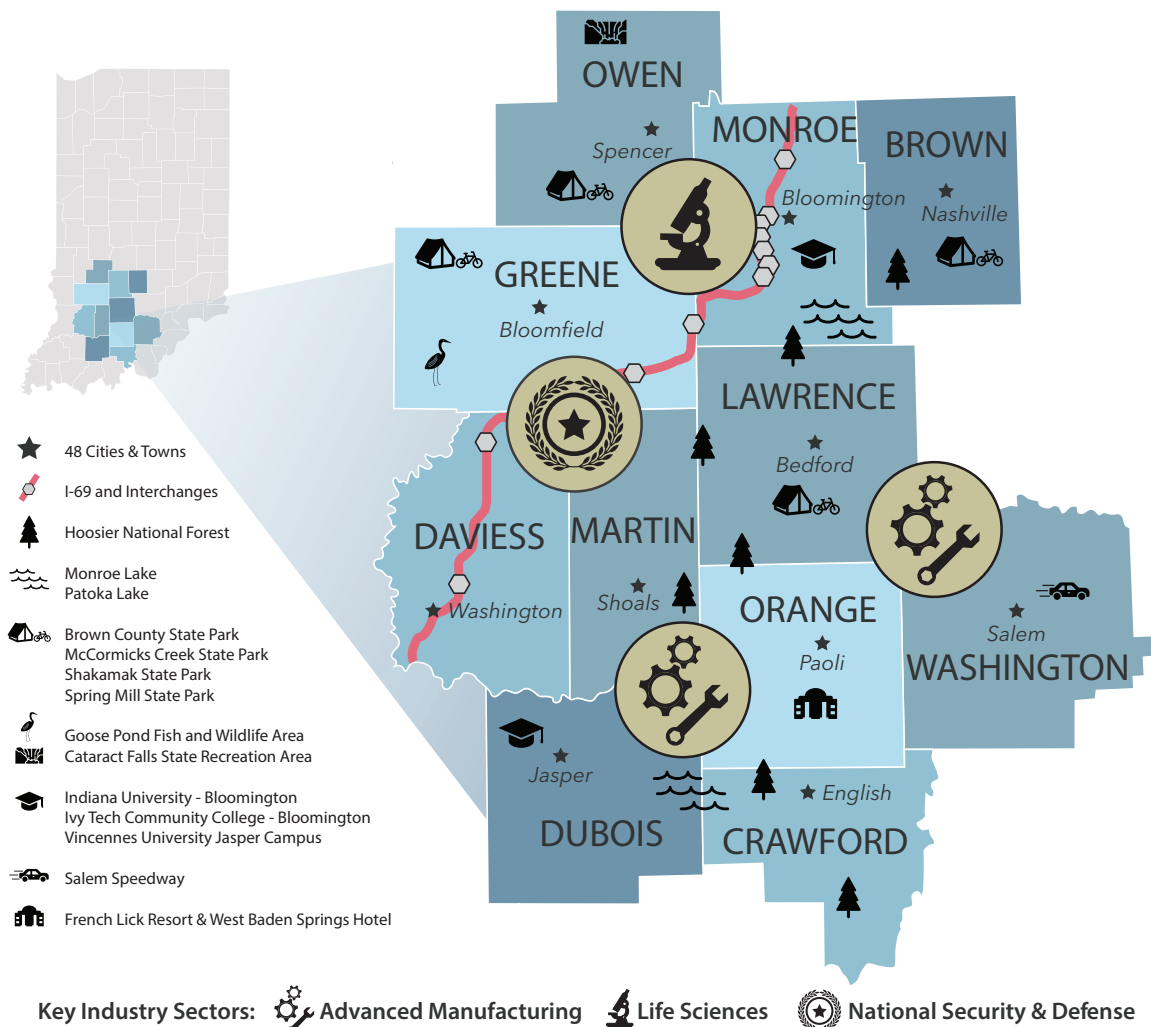 OWEN
Spencer
MONROE
Bloomington
BROWN
Nashville
GREENE
Bloomfield
LAWRENCE
Bedford
DAVIESS
Washington
MARTIN
Shoals
ORANGE
Paoli
Salem
WASHINGTON
Jasper
DUBOIS
English
CRAWFORD
48 Cities & Towns
I-69 and Interchanges
Hoosier National Forest
Monroe Lake
Patoka Lake
Brown County State Park
McCormicks Creek State Park
Shakamak State Park
Spring Mill State Park
Goose Pond Fish and Wildlife Area
Cataract Falls State Recreation Area
Indiana University - Bloomington
Ivy Tech Community College - Bloomington
Vincennes University Jasper Campus
Salem Speedway
French Lick Resort & West Baden Springs Hotel
Key Industry Sectors: Advanced Manufacturing Life Sciences National Security & Defense